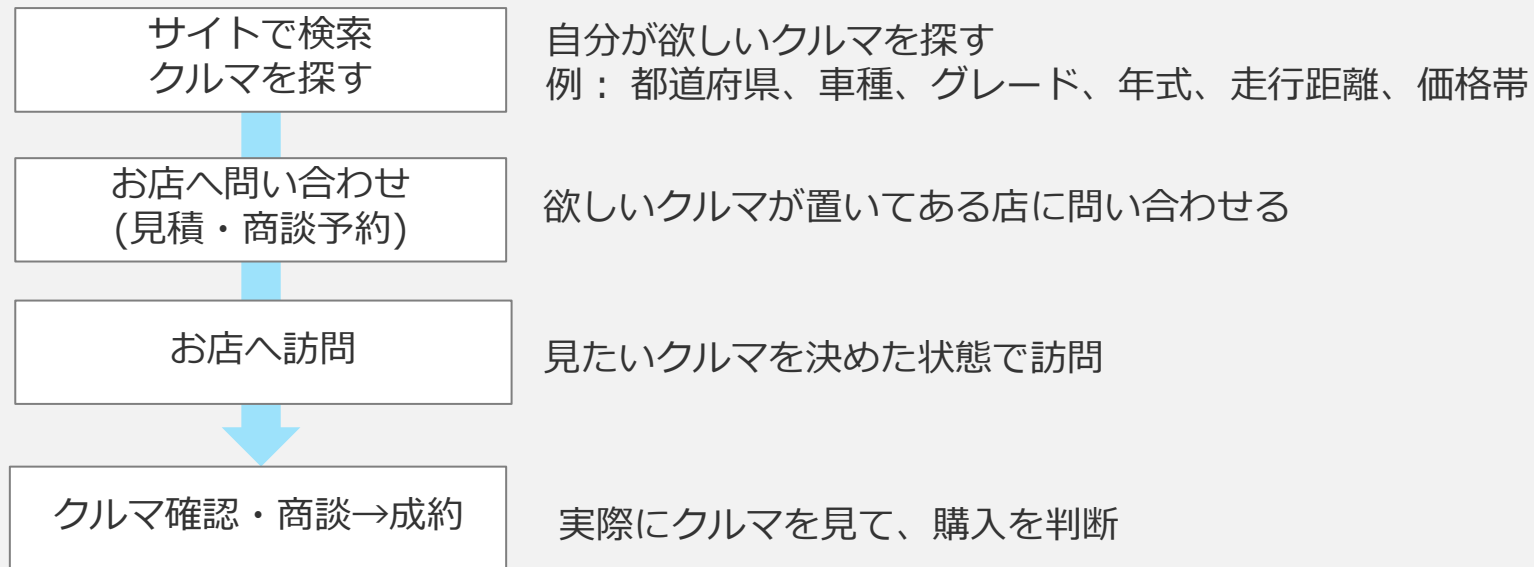 サイトで検索
クルマを探す
自分が欲しいクルマを探す
例： 都道府県、車種、グレード、年式、走行距離、価格帯
お店へ問い合わせ
(見積・商談予約)
欲しいクルマが置いてある店に問い合わせる
お店へ訪問
見たいクルマを決めた状態で訪問
クルマ確認・商談→成約
実際にクルマを見て、購入を判断